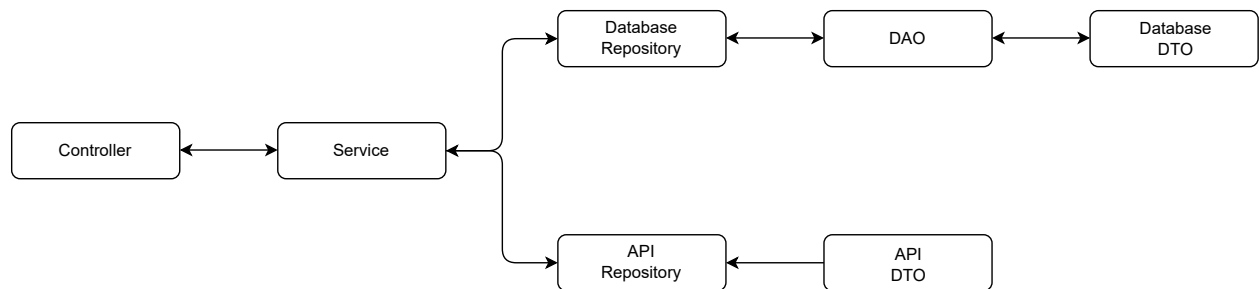 Database
Repository
DAO
Database
DTO
Controller
Service
API
Repository
API
DTO